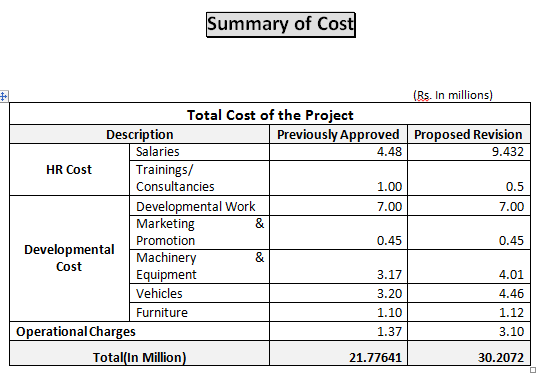 Summary of Cost
(Rs. In millions)
Total Cost of the Project
Description Previously Approved Proposed Revision
HR Cost
Salaries 4.48 9.432
Trainings/
Consultancies 1.00 0.5
Developmental
Cost
Developmental Work 7.00 7.00
Marketing &
Promotion 0.45 0.45
Machinery &
Equipment 3.17 4.01
Vehicles 3.20 4.46
Furniture 1.10 1.12
Operational Charges 1.37 3.10
Total(In Million) 21.77641 30.2072